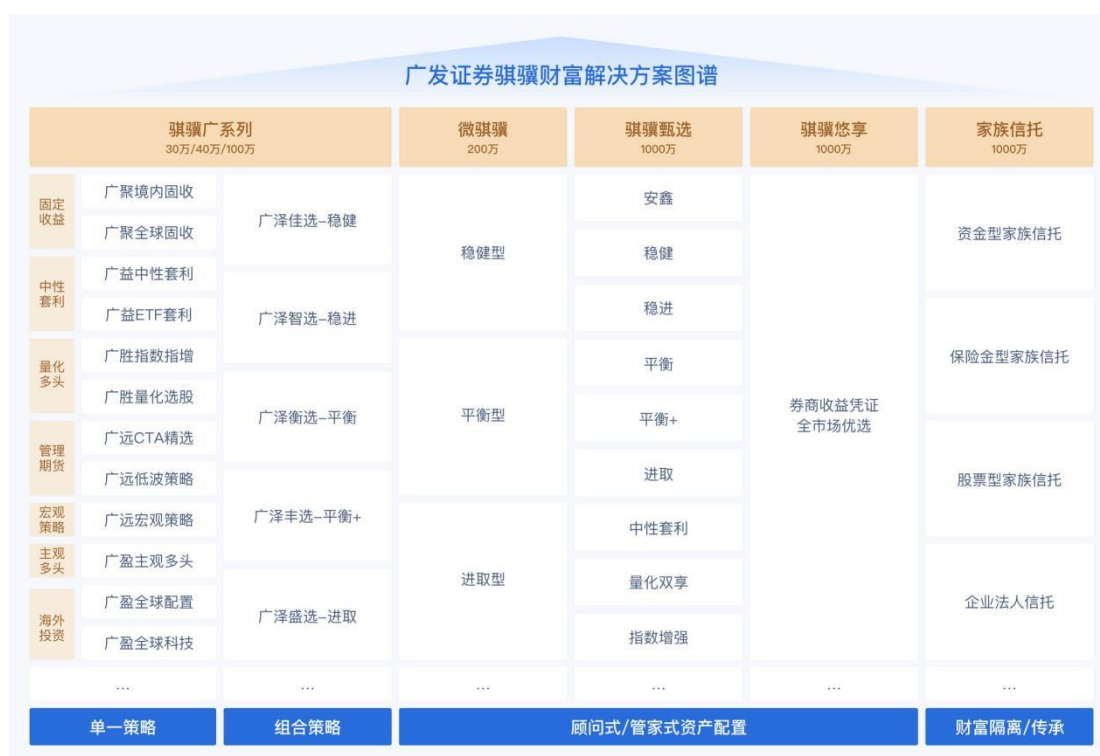 广发证券骐骥财富解决方案图谱
骐骥广系列
30万/40万/100万
微骐骥
200万
骐骥甄选
1000万
骐骥悠享
1000万
家族信托
1000万
固定
收益
广聚境内固收
广聚全球固收
中性
套利
广益中性套利
广益ETF套利
量化
多头
广胜指数指增
广胜量化选股
管理
期货
广远CTA精选
广远低波策略
宏观
策略
广远宏观策略
主观
多头
广盈主观多头
海外
投资
广盈全球配置
广盈全球科技
…
广泽佳选–稳健
广泽智选–稳进
广泽衡选–平衡
广泽丰选–平衡+
广泽盛选–进取
…
稳健型
平衡型
进取型
…
安鑫
稳健
稳进
平衡
平衡+
进取
中性套利
量化双享
指数增强
…
券商收益凭证
全市场优选
…
资金型家族信托
保险金型家族信托
股票型家族信托
企业法人信托
…
单一策略
组合策略
顾问式/管家式资产配置
财富隔离/传承